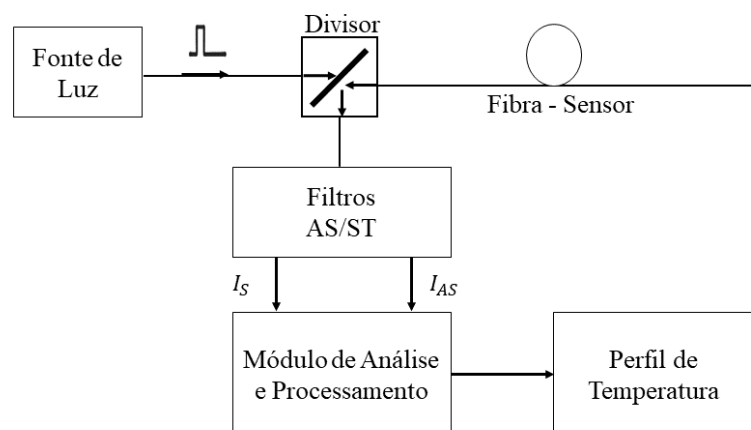 Divisor
Fonte de
Luz
Fibra - Sensor
Filtros
AS/ST
I_S
I_AS
Módulo de Análise
e Processamento
Perfil de
Temperatura